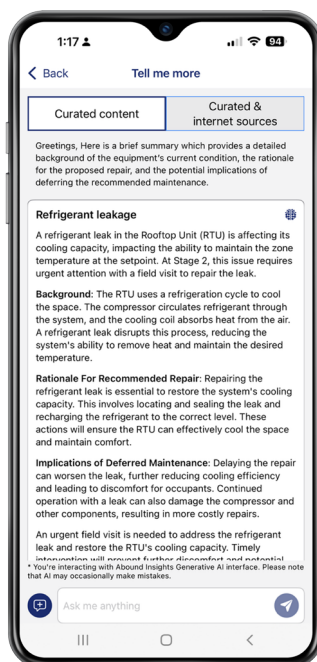 1:17
94
Back
Tell me more
Curated content
Curated &
internet sources
Greetings, Here is a brief summary which provides a detailed
background of the equipment's current condition, the rationale
for the proposed repair, and the potential implications of
deferring the recommended maintenance.
Refrigerant leakage
A refrigerant leak in the Rooftop Unit (RTU) is affecting its
cooling capacity, impacting the ability to maintain the zone
temperature at the setpoint. At Stage 2, this issue requires
urgent attention with a field visit to repair the leak.
Background: The RTU uses a refrigeration cycle to cool
the space. The compressor circulates refrigerant through
the system, and the cooling coil absorbs heat from the air.
A refrigerant leak disrupts this process, reducing the
system's ability to remove heat and maintain the desired
temperature.
Rationale For Recommended Repair: Repairing the
refrigerant leak is essential to restore the system's cooling
capacity. This involves locating and sealing the leak and
recharging the refrigerant to the correct level. These
actions will ensure the RTU can effectively cool the space
and maintain comfort.
Implications of Deferred Maintenance: Delaying the repair
can worsen the leak, further reducing cooling efficiency
and leading to discomfort for occupants. Continued
operation with a leak can also damage the compressor and
other components, resulting in more costly repairs.
An urgent field visit is needed to address the refrigerant
leak and restore the RTU's cooling capacity. Timely
intervention will prevent further discomfort and potential
* You're interacting with Abound Insights Generative AI interface. Please note
that AI may occasionally make mistakes.
Ask me anything